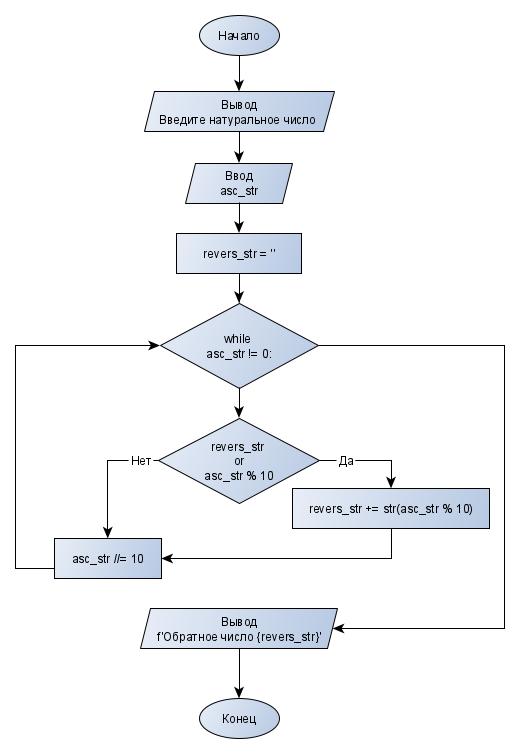 Начало
Вывод
Введите натуральное число
Ввод
asc_str
revers_str = ''
while
asc_str != 0:
revers_str
or
asc_str % 10
Нет
Да
revers_str += str(asc_str % 10)
asc_str //= 10
Вывод
f'Обратное число {revers_str}'
Конец